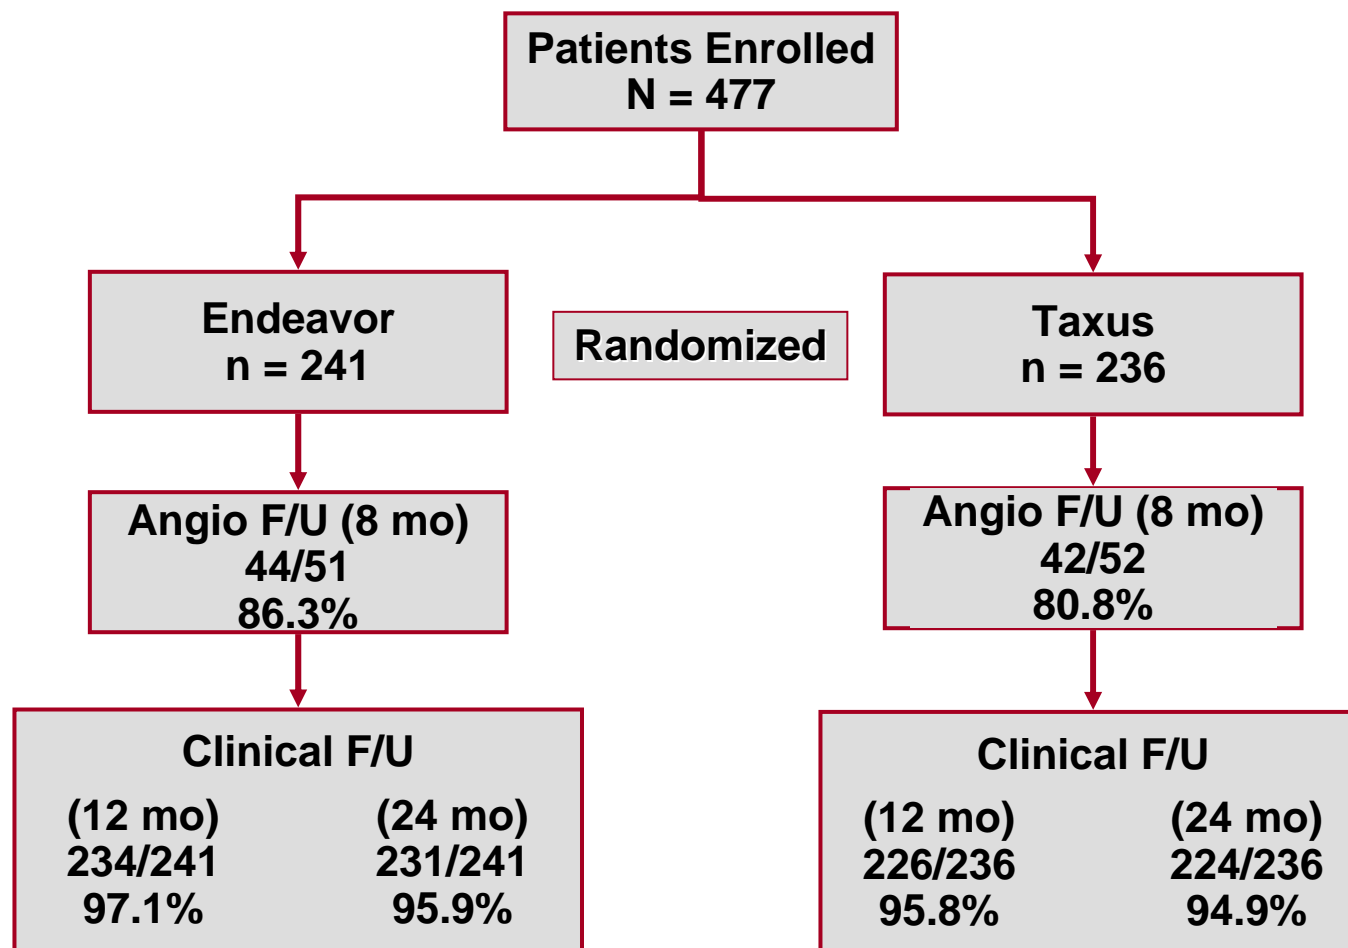 Patients Enrolled
N = 477
Endeavor
n = 241
Randomized
Taxus
n = 236
Angio F/U (8 mo)
44/51
86.3%
Angio F/U (8 mo)
42/52
80.8%
Clinical F/U
(12 mo) (24 mo)
234/241 231/241
97.1% 95.9%
Clinical F/U
(12 mo) (24 mo)
226/236 224/236
95.8% 94.9%